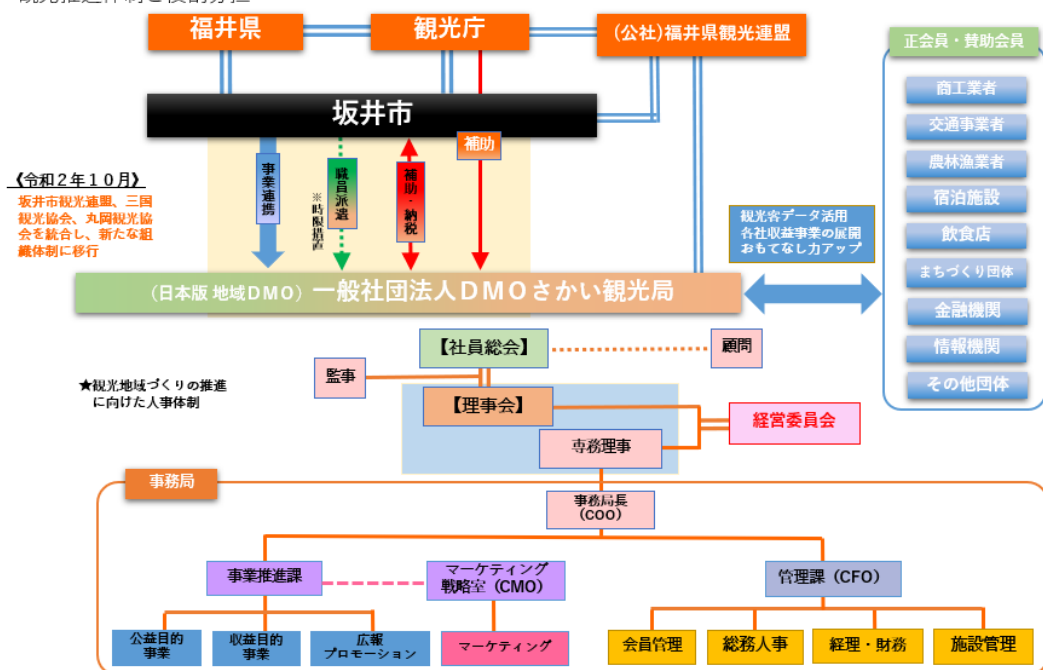 観光推進体制と役割分担
福井県
観光庁
(公社)福井県観光連盟
正会員・賛助会員
坂井市
商工業者
交通事業者
農林漁業者
宿泊施設
飲食店
まちづくり団体
金融機関
情報機関
その他団体
事業連携
職員派遣
※時限措置
補助・納税
補助
《令和2年10月》
坂井市観光連盟、三国
観光協会、丸岡観光協
会を統合し、新たな組
織体制に移行
観光客データ活用
各社収益事業の展開
おもてなし力アップ
(日本版 地域DMO) 一般社団法人DMOさかい観光局
【社員総会】
顧問
監事
★観光地域づくりの推進
に向けた人事体制
【理事会】
経営委員会
専務理事
事務局
事務局長
(COO)
事業推進課
マーケティング
戦略室(CMO)
管理課(CFO)
公益目的
事業
収益目的
事業
広報
プロモーション
マーケティング
会員管理
総務人事
経理・財務
施設管理